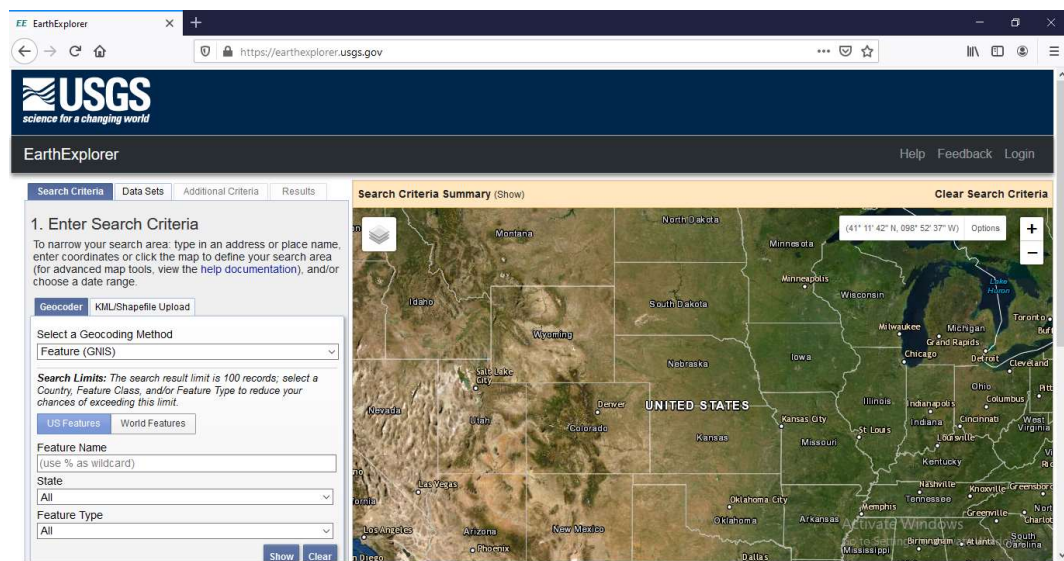 EE EarthExplorer
https://earthexplorer.usgs.gov
USGS
science for a changing world
EarthExplorer
Help Feedback Login
Search Criteria Data Sets Additional Criteria Results
1. Enter Search Criteria
To narrow your search area: type in an address or place name,
enter coordinates or click the map to define your search area
(for advanced map tools, view the help documentation), and/or
choose a date range.
Geocoder KML/Shapefile Upload
Select a Geocoding Method
Feature (GNIS)
Search Limits: The search result limit is 100 records; select a
Country, Feature Class, and/or Feature Type to reduce your
chances of exceeding this limit.
US Features World Features
Feature Name
(use % as wildcard)
State
All
Feature Type
All
Show Clear
Search Criteria Summary (Show) Clear Search Criteria
(41° 11' 42" N, 098° 52' 37" W) Options
North Dakota
Montana
Minnesota
Minneapolis
Lake
Huron
Wisconsin
Idaho
South Dakota
Toronto
Milwaukee Michigan
Wyoming
Grand Rapids
Chicago Detroit Cleveland
Nebraska Iowa
Salt Lake
City
Ohio
Nevada Denver UNITED STATES Illinois Indianapolis Columbus
Utah Colorado Kansas City Indiana Cincinnati West
Virginia
Kansas Missouri St Louis Louisville
Kentucky
Las Vegas Nashville Knoxville Greensboro
Oklahoma City Tennessee
Memphis Greenville
Los Angeles Arizona New Mexico Oklahoma Arkansas
Phoenix Dallas Mississippi Birmingham South
Carolina
Activate Windows